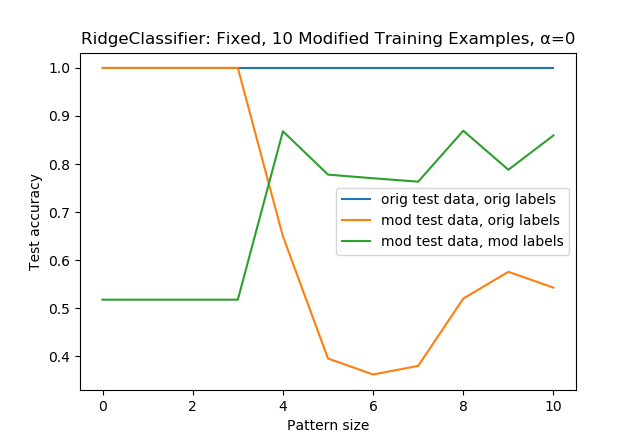 RidgeClassifier: Fixed, 10 Modified Training Examples, α=0
1.0
0.9
0.8
0.7
0.6
0.5
0.4
Test accuracy
orig test data, orig labels
mod test data, orig labels
mod test data, mod labels
0 2 4 6 8 10
Pattern size